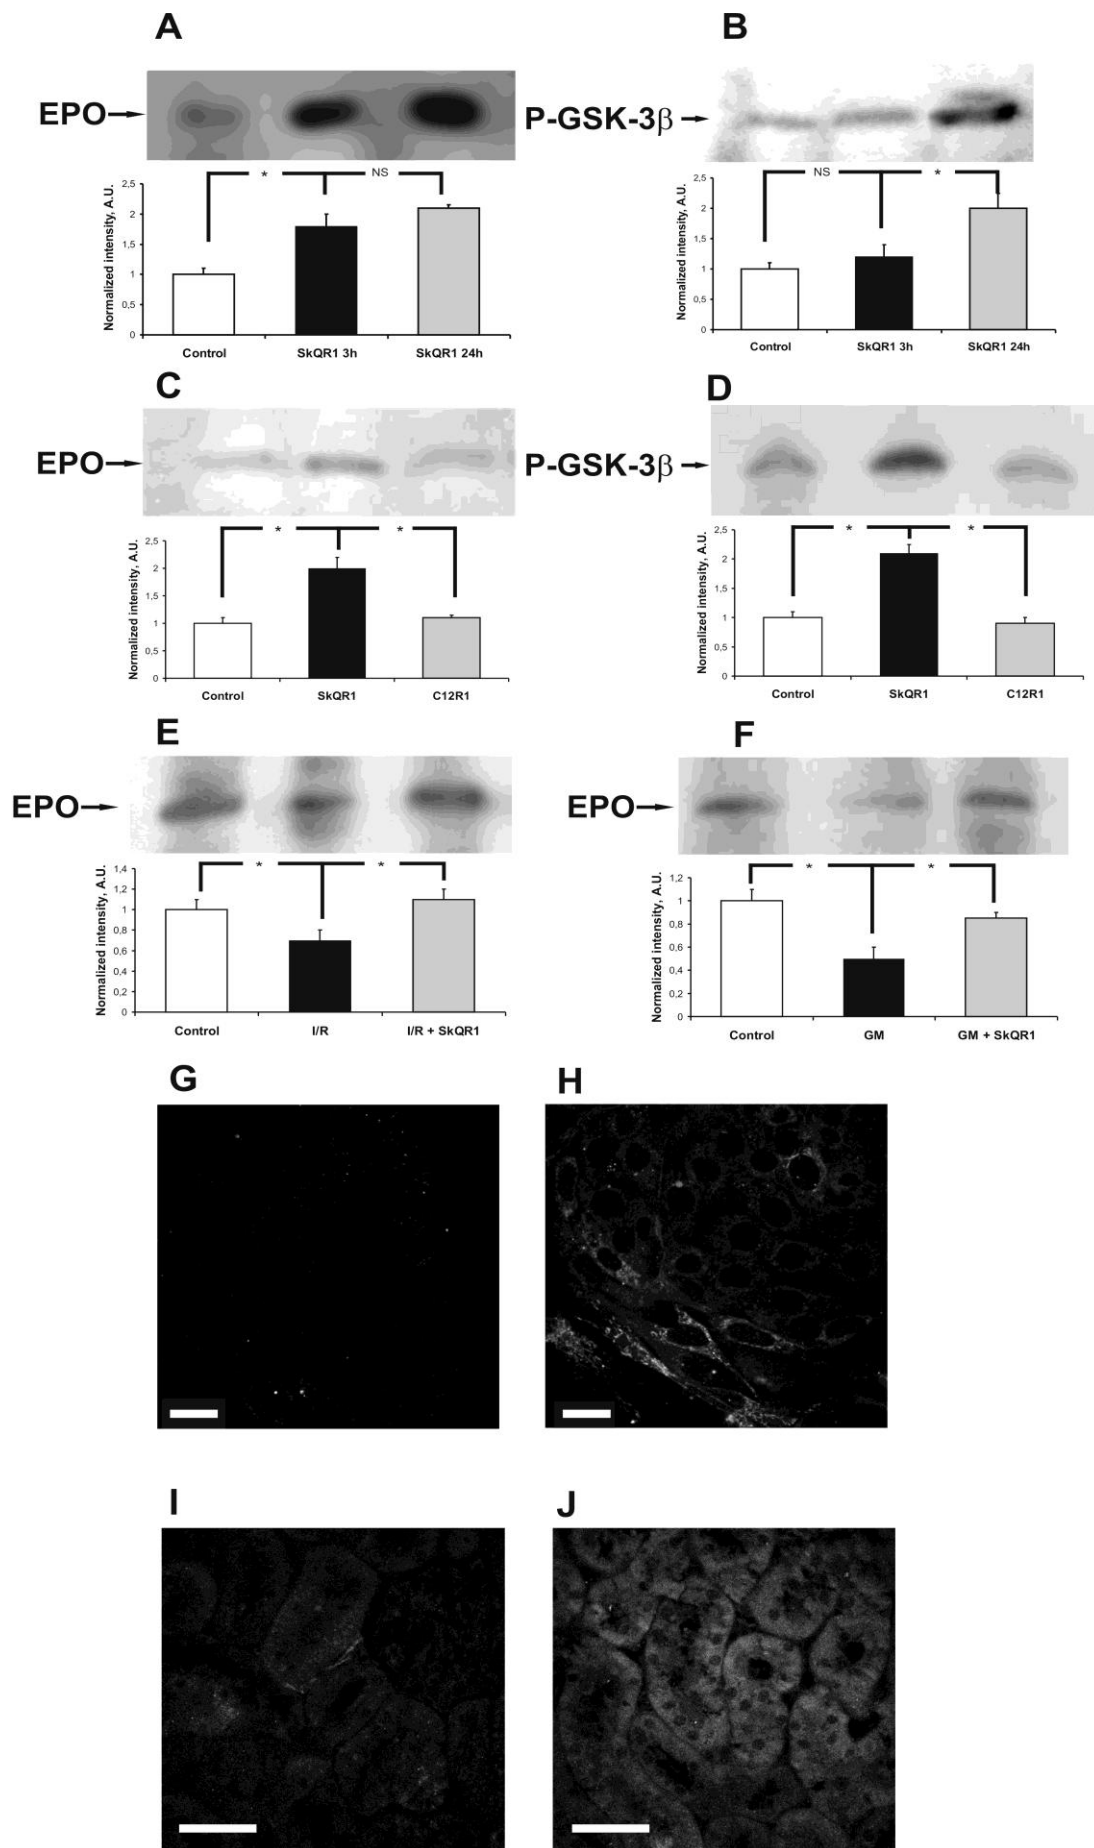 A
B
EPO
P-GSK-3β
* NS
NS *
Normalized intensity, A.U.
2,5
2
1,5
1
0,5
0
Control SkQR1 3h SkQR1 24h
Normalized intensity, A.U.
2,5
2
1,5
1
0,5
0
Control SkQR1 3h SkQR1 24h
C
D
EPO
P-GSK-3β
* *
* *
Normalized intensity, A.U.
2,5
2
1,5
1
0,5
0
Control SkQR1 C12R1
Normalized intensity, A.U.
2,5
2
1,5
1
0,5
0
Control SkQR1 C12R1
E
F
EPO
EPO
* *
* *
Normalized intensity, A.U.
1,4
1,2
1
0,8
0,6
0,4
0,2
0
Control I/R I/R + SkQR1
Normalized intensity, A.U.
1,2
1
0,8
0,6
0,4
0,2
0
Control GM GM + SkQR1
G
H
I
J